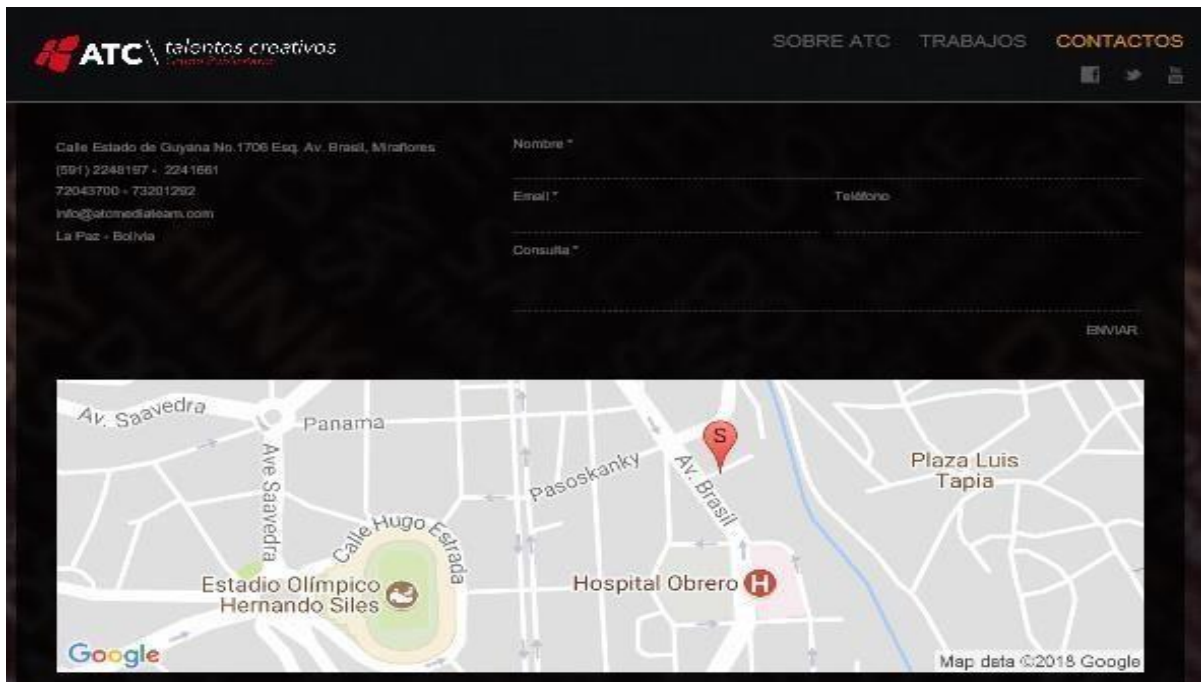 ATC \ talentos creativos
Grupo Publicitario
SOBRE ATC TRABAJOS CONTACTOS
Calle Estado de Guyana No.1706 Esq. Av. Brasil, Miraflores
(591) 2248197 - 2241661
72043700 - 73201292
info@atcmediateam.com
La Paz - Bolivia
Nombre *
Email * Teléfono
Consulta *
ENVIAR
Av. Saavedra
Panama
Ave Saavedra
Pasoskanky
Av. Brasil
S
Plaza Luis
Tapia
Calle Hugo Estrada
Estadio Olímpico
Hernando Siles
Hospital Obrero H
Google
Map data ©2018 Google